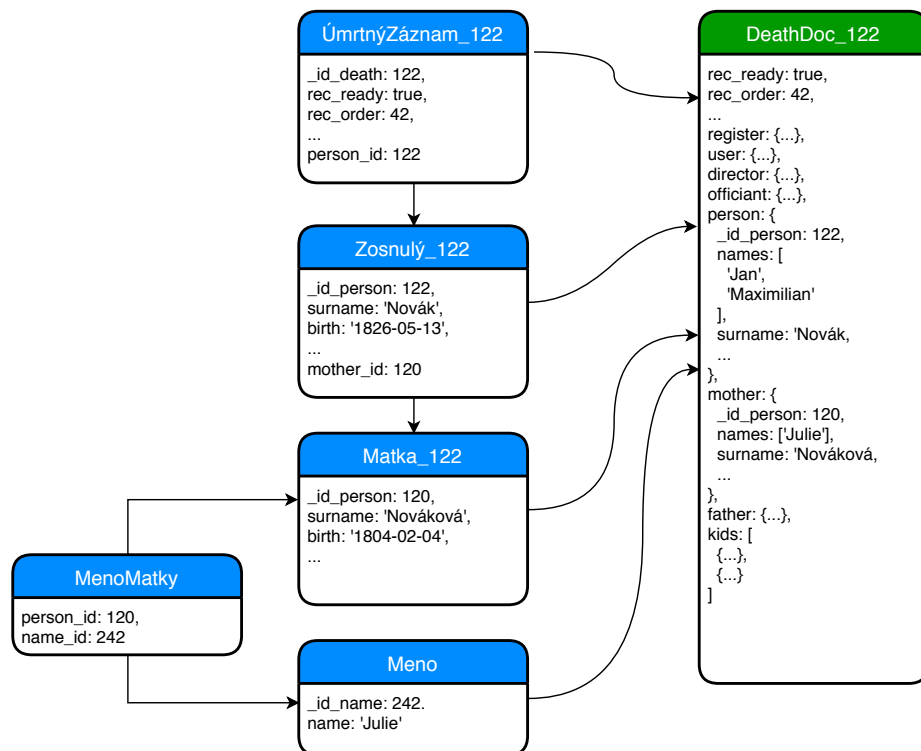 ÚmrtnýZáznam_122
_id_death: 122,
rec_ready: true,
rec_order: 42,
...
person_id: 122
Zosnulý_122
_id_person: 122,
surname: 'Novák',
birth: '1826-05-13',
...
mother_id: 120
Matka_122
_id_person: 120,
surname: 'Nováková',
birth: '1804-02-04',
...
MenoMatky
person_id: 120,
name_id: 242
Meno
_id_name: 242.
name: 'Julie'
DeathDoc_122
rec_ready: true,
rec_order: 42,
...
register: {...},
user: {...},
director: {...},
officiant: {...},
person: {
_id_person: 122,
names: [
'Jan',
'Maximilian'
],
surname: 'Novák,
...
},
mother: {
_id_person: 120,
names: ['Julie'],
surname: 'Nováková,
...
},
father: {...},
kids: [
{...},
{...}
]